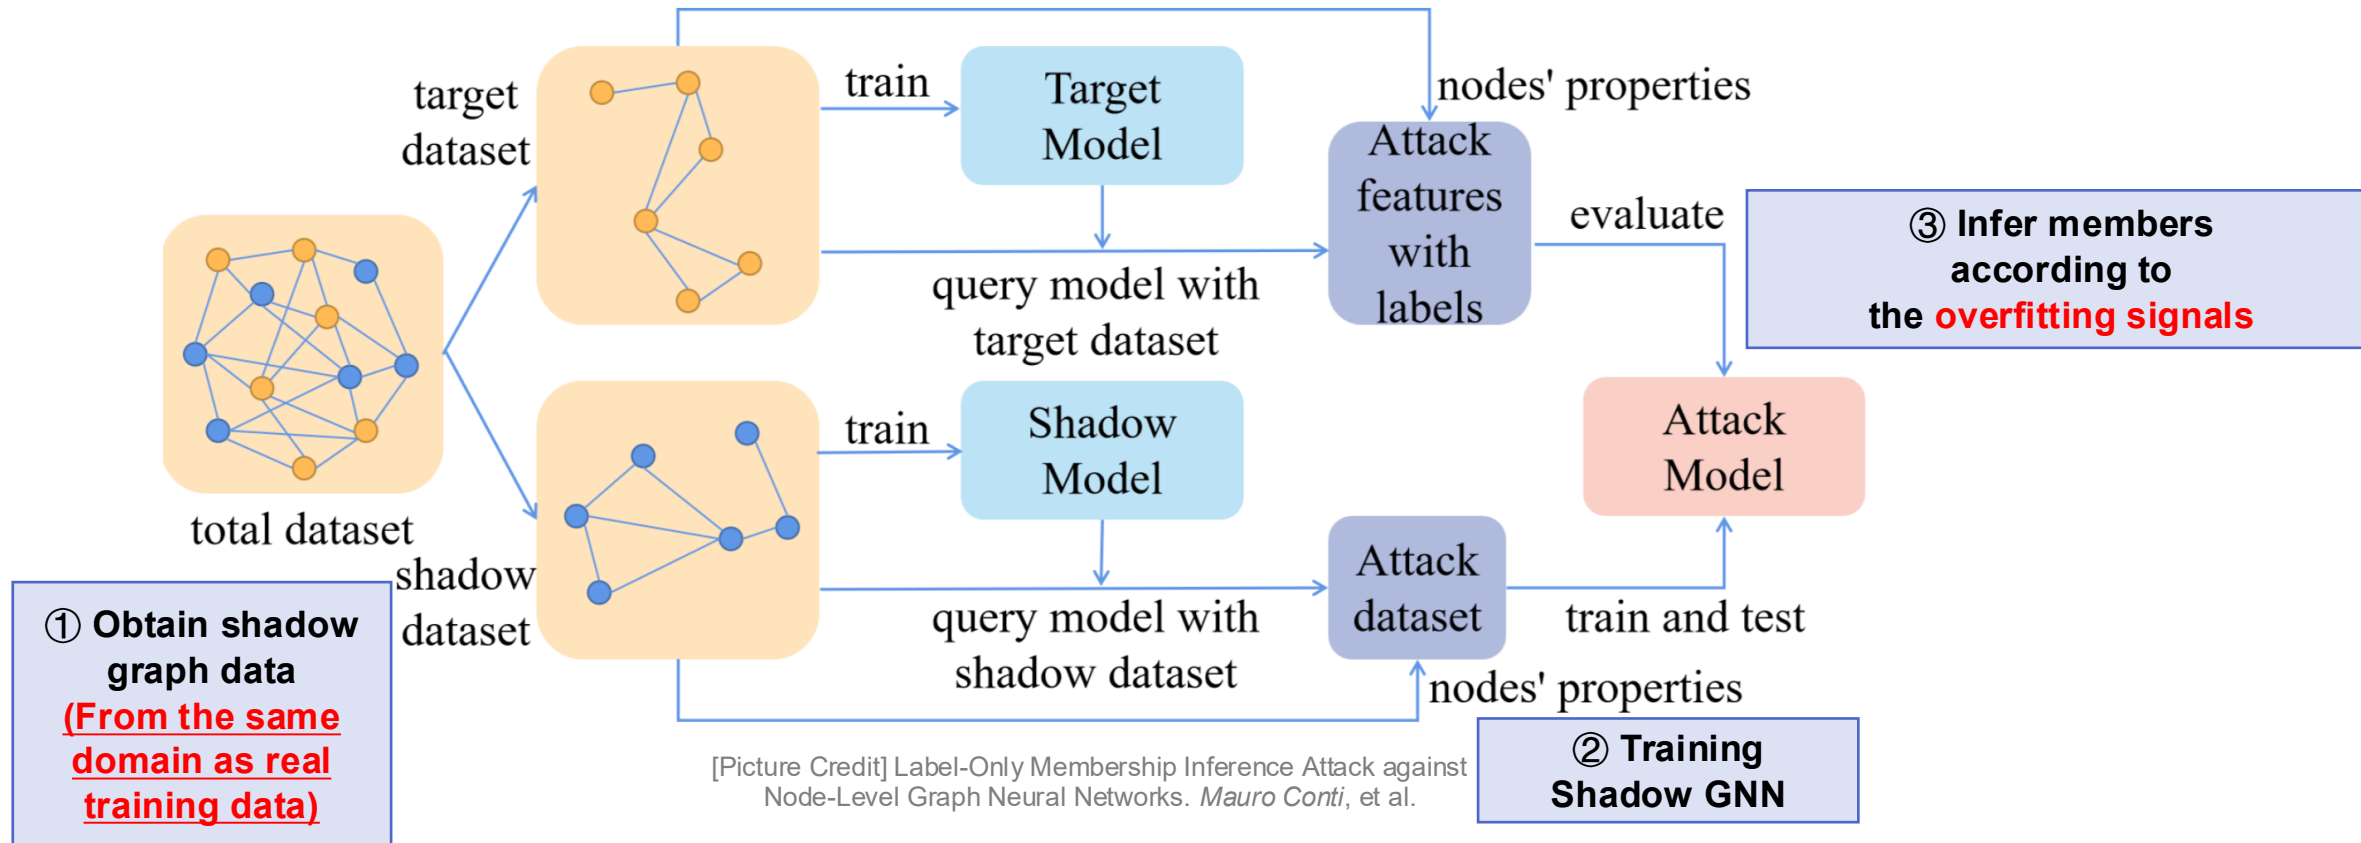 target
dataset
train
Target
Model
nodes' properties
Attack
features
with
labels
query model with
target dataset
evaluate
③ Infer members
according to
the overfitting signals
total dataset
① Obtain shadow
graph data
(From the same
domain as real
training data)
shadow
dataset
train
Shadow
Model
query model with
shadow dataset
Attack
dataset
nodes' properties
train and test
Attack
Model
② Training
Shadow GNN
[Picture Credit] Label-Only Membership Inference Attack against
Node-Level Graph Neural Networks. Mauro Conti, et al.